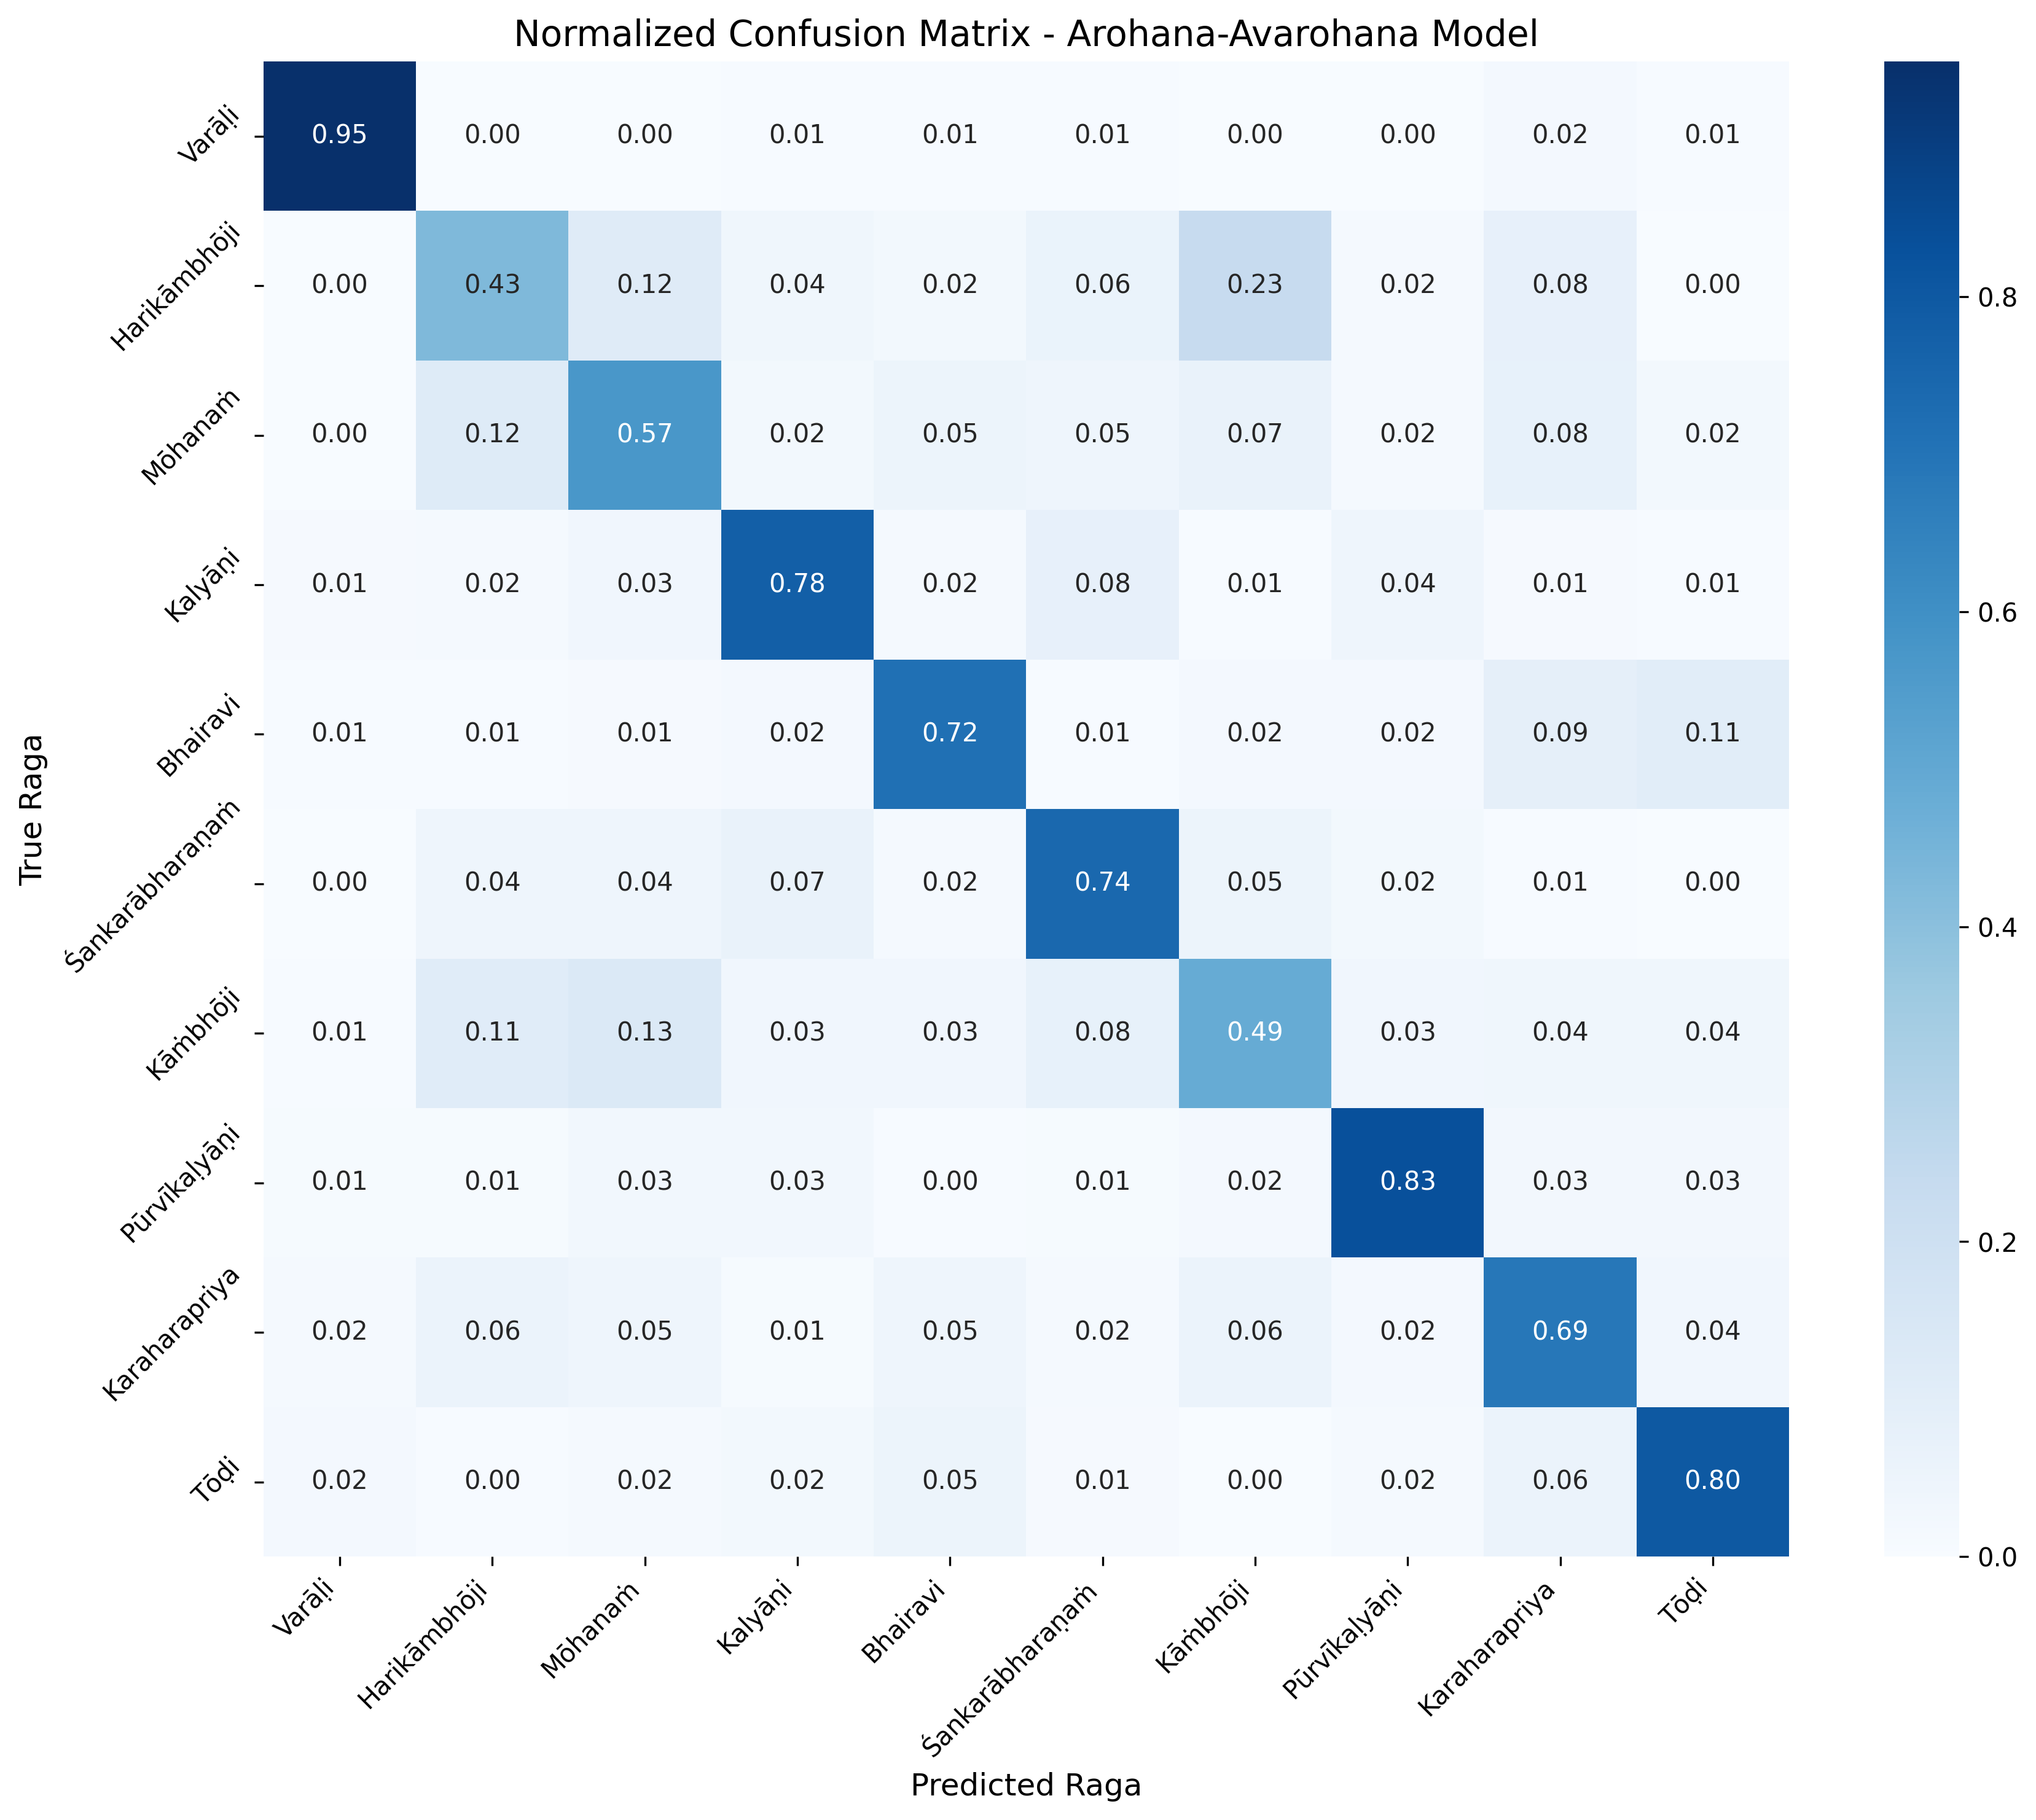 Normalized Confusion Matrix - Arohana-Avarohana Model
True Raga
Varāḷi 0.95 0.00 0.00 0.01 0.01 0.01 0.00 0.00 0.02 0.01
Harikāmbhōji 0.00 0.43 0.12 0.04 0.02 0.06 0.23 0.02 0.08 0.00
Mōhanaṁ 0.00 0.12 0.57 0.02 0.05 0.05 0.07 0.02 0.08 0.02
Kalyāṇi 0.01 0.02 0.03 0.78 0.02 0.08 0.01 0.04 0.01 0.01
Bhairavi 0.01 0.01 0.01 0.02 0.72 0.01 0.02 0.02 0.09 0.11
Śankarābharaṇaṁ 0.00 0.04 0.04 0.07 0.02 0.74 0.05 0.02 0.01 0.00
Kāṁbhōji 0.01 0.11 0.13 0.03 0.03 0.08 0.49 0.03 0.04 0.04
Pūrvīkaḷyāṇi 0.01 0.01 0.03 0.03 0.00 0.01 0.02 0.83 0.03 0.03
Karaharapriya 0.02 0.06 0.05 0.01 0.05 0.02 0.06 0.02 0.69 0.04
Tōḍi 0.02 0.00 0.02 0.02 0.05 0.01 0.00 0.02 0.06 0.80
Varāḷi Harikāmbhōji Mōhanaṁ Kalyāṇi Bhairavi Śankarābharaṇaṁ Kāṁbhōji Pūrvīkaḷyāṇi Karaharapriya Tōḍi
Predicted Raga
0.8
0.6
0.4
0.2
0.0